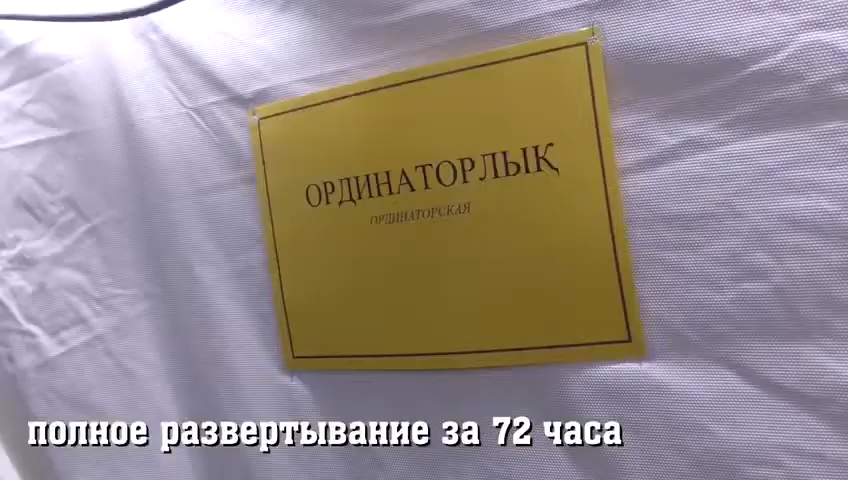 ОРДИНАТОРЛЫҚ
ОРДИНАТОРСКАЯ
полное развертывание за 72 часа